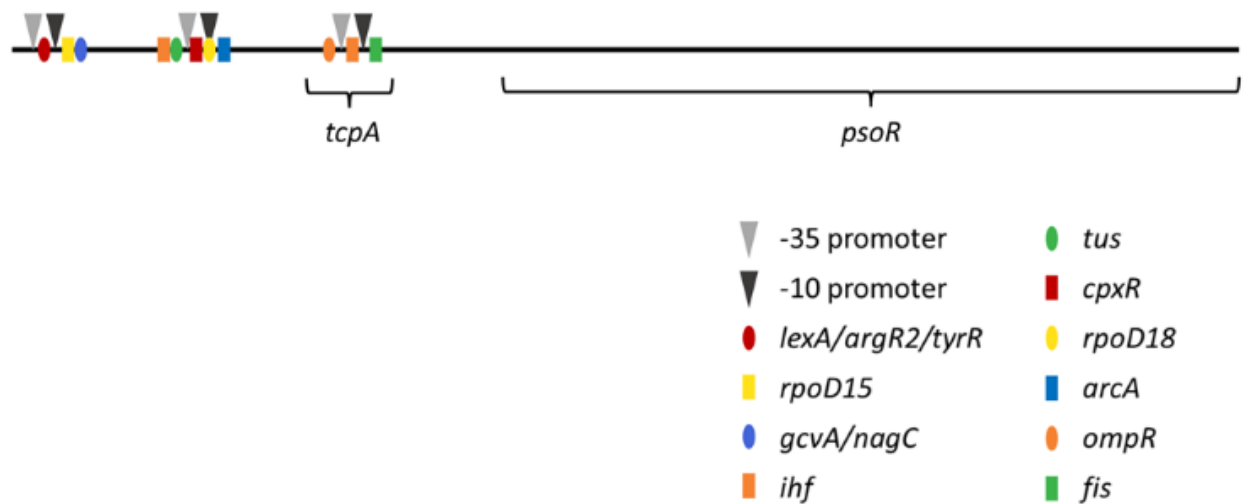 tcpA
psoR
-35 promoter
-10 promoter
lexA/argR2/tyrR
rpoD15
gcvA/nagC
ihf
tus
cpxR
rpoD18
arcA
ompR
fis